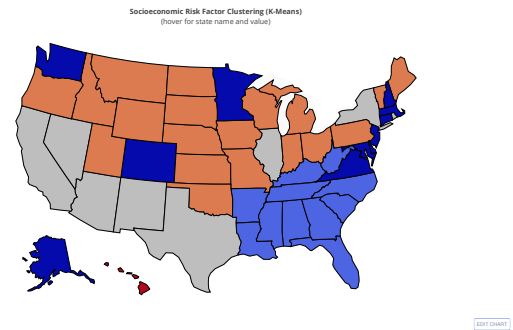 Socioeconomic Risk Factor Clustering (K-Means)
(hover for state name and value)
EDIT CHART